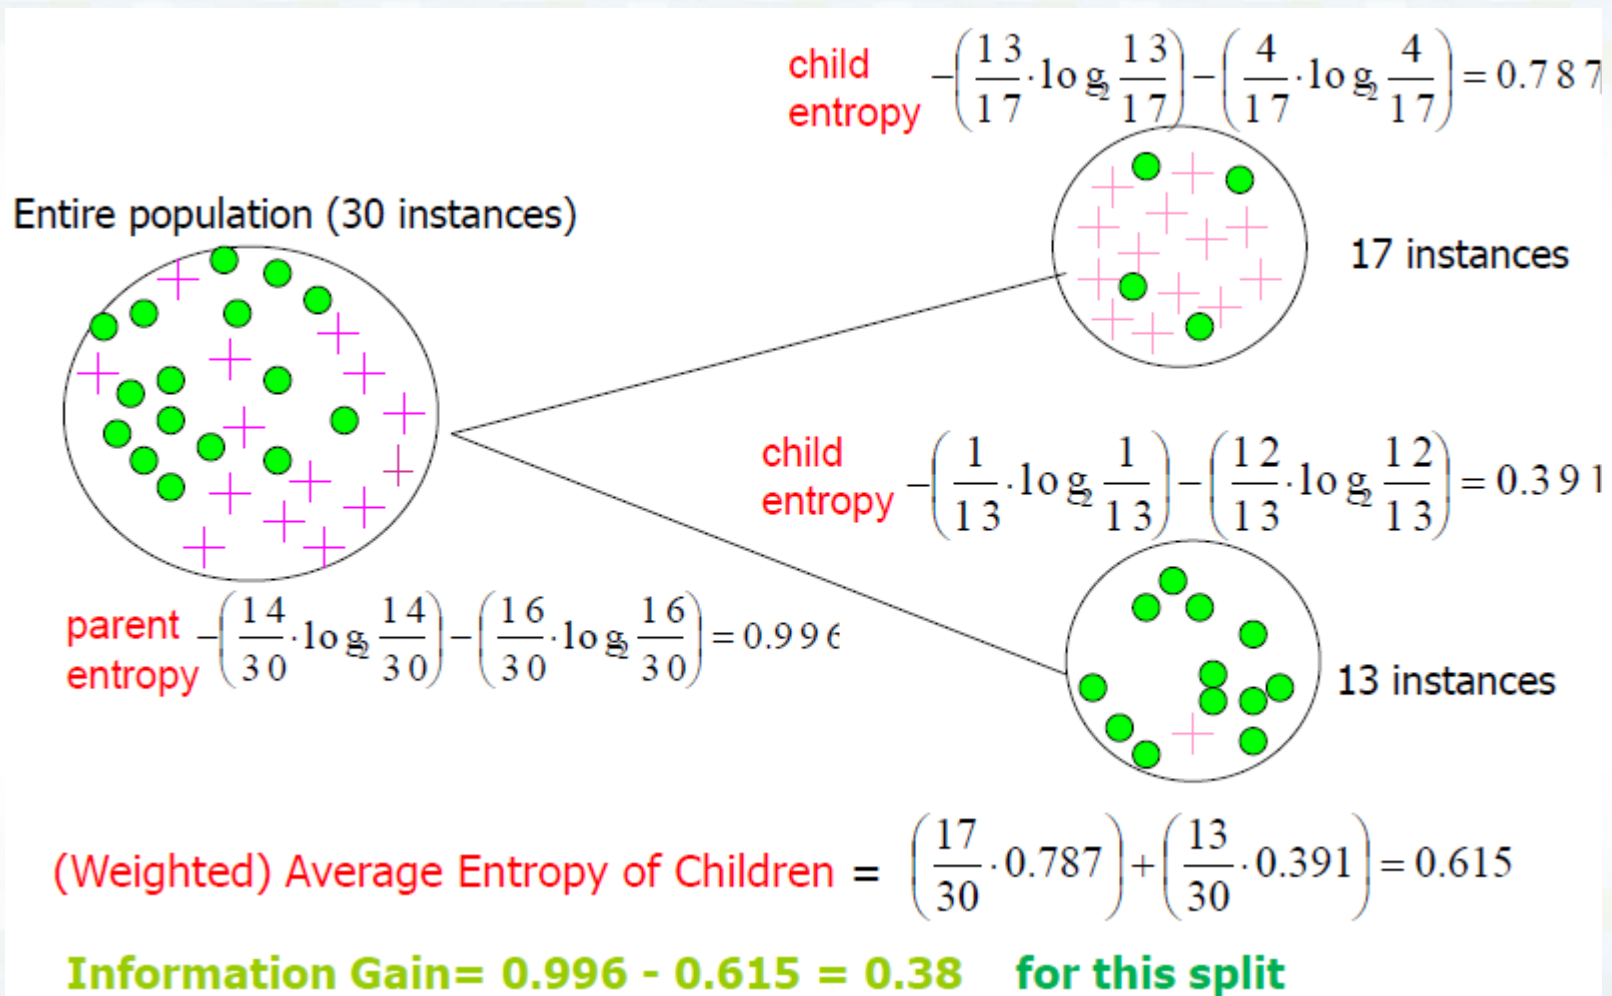 child entropy −(13/17 · log₂ 13/17) − (4/17 · log₂ 4/17) = 0.787
Entire population (30 instances)
17 instances
child entropy −(1/13 · log₂ 1/13) − (12/13 · log₂ 12/13) = 0.391
parent entropy −(14/30 · log₂ 14/30) − (16/30 · log₂ 16/30) = 0.996
13 instances
(Weighted) Average Entropy of Children = (17/30 · 0.787) + (13/30 · 0.391) = 0.615
Information Gain= 0.996 - 0.615 = 0.38 for this split